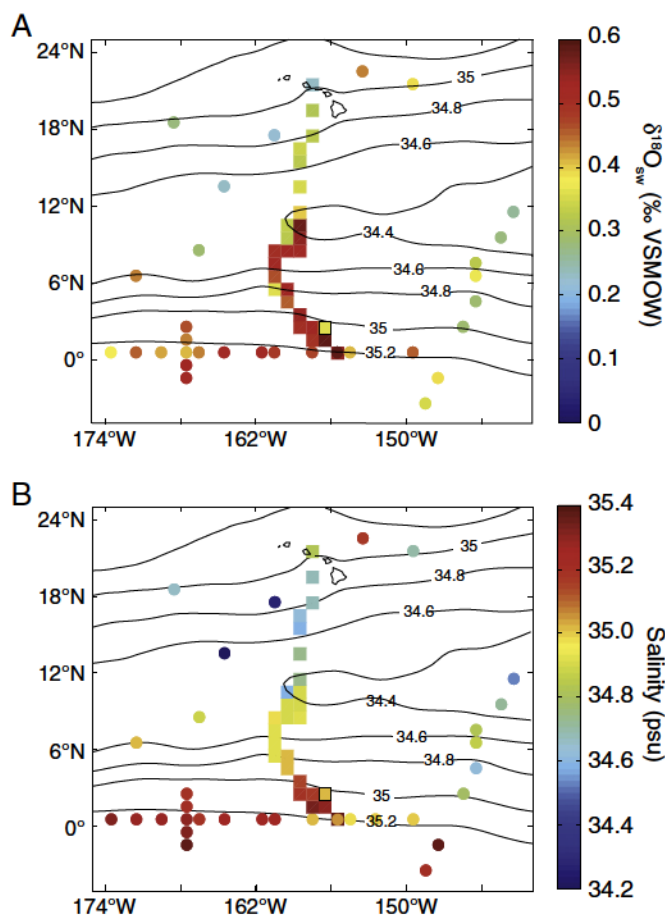 A
24°N
18°N
12°N
6°N
0°
174°W
162°W
150°W
35
34.8
34.6
34.4
34.6
34.8
35
35.2
0.6
0.5
0.4
0.3
0.2
0.1
0
δ18Osw (‰ VSMOW)
B
24°N
18°N
12°N
6°N
0°
174°W
162°W
150°W
35
34.8
34.6
34.4
34.6
34.8
35
35.2
35.4
35.2
35.0
34.8
34.6
34.4
34.2
Salinity (psu)